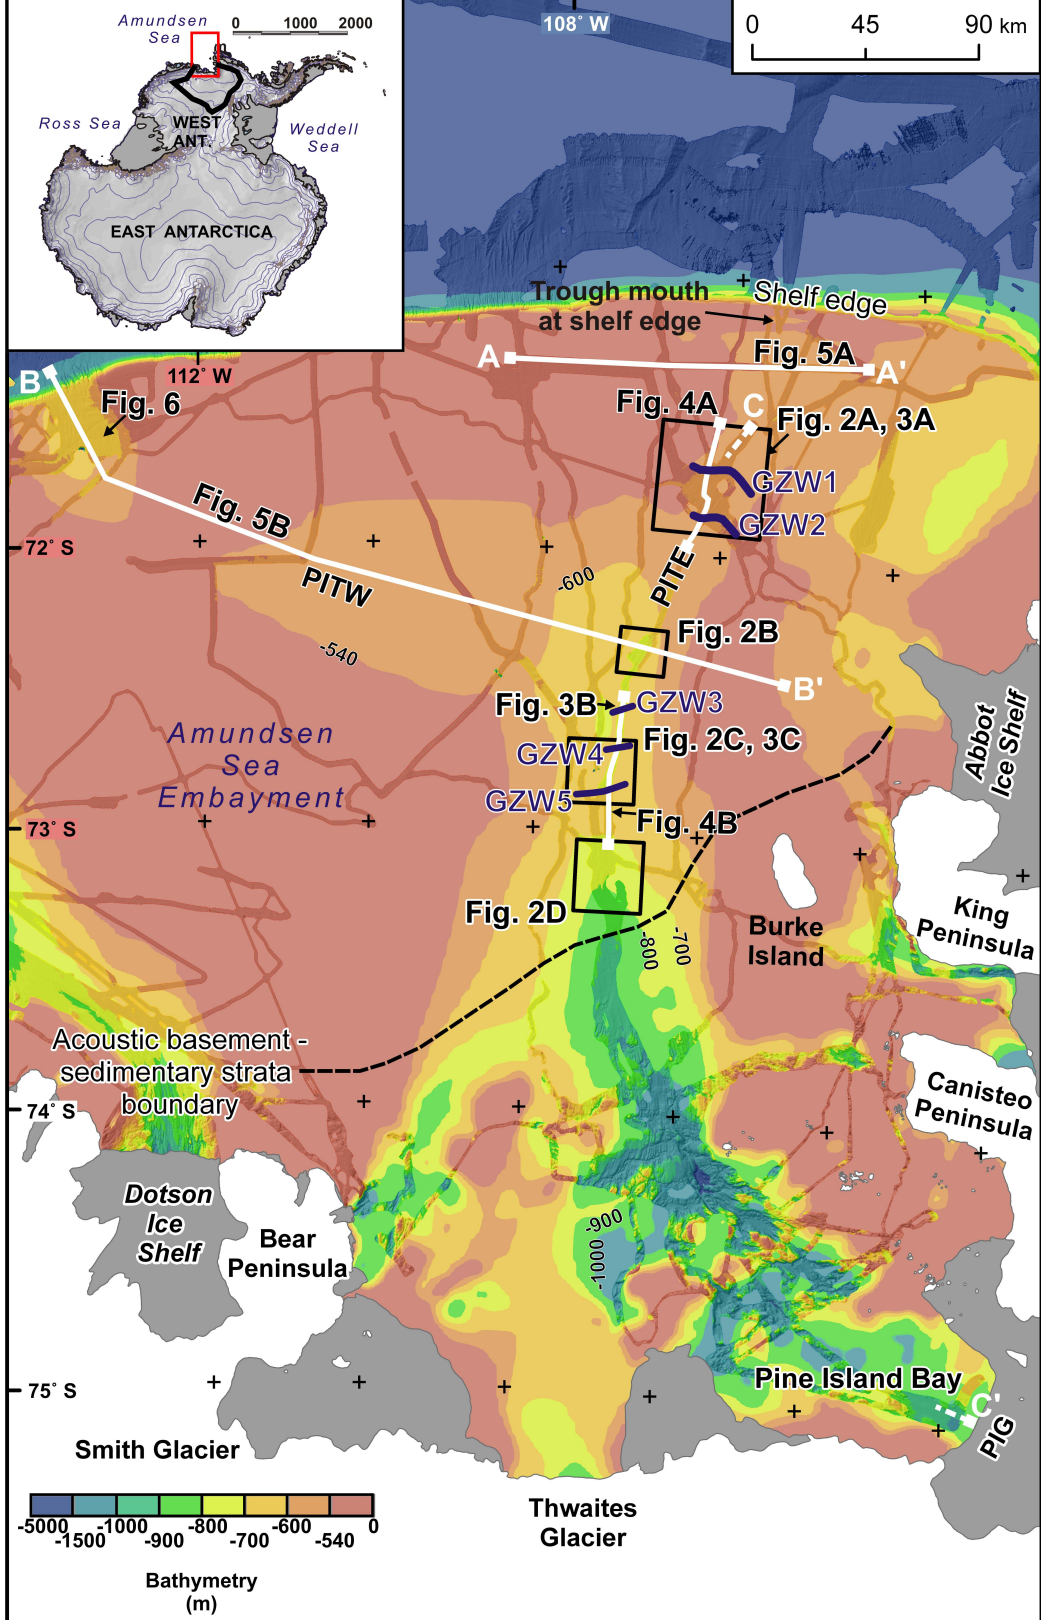 Amundsen
Sea
0 1000 2000
Ross Sea
WEST
ANT.
Weddell
Sea
EAST ANTARCTICA
108° W
0 45 90 km
Trough mouth
at shelf edge
Shelf edge
Fig. 5A
A
A'
B
112° W
Fig. 6
Fig. 4A
C
Fig. 2A, 3A
GZW1
GZW2
Fig. 5B
72° S
PITW
PITE
-600
-540
Fig. 2B
B'
Fig. 3B
GZW3
Amundsen
Sea
Embayment
GZW4
Fig. 2C, 3C
GZW5
Fig. 4B
Abbot
Ice Shelf
73° S
Fig. 2D
-800
-700
Burke
Island
King
Peninsula
Acoustic basement -
sedimentary strata
boundary
74° S
Canisteo
Peninsula
Dotson
Ice
Shelf
Bear
Peninsula
-900
-1000
75° S
Pine Island Bay
C'
PIG
Smith Glacier
Thwaites
Glacier
-5000 -1000 -800 -600 0
-1500 -900 -700 -540
Bathymetry
(m)